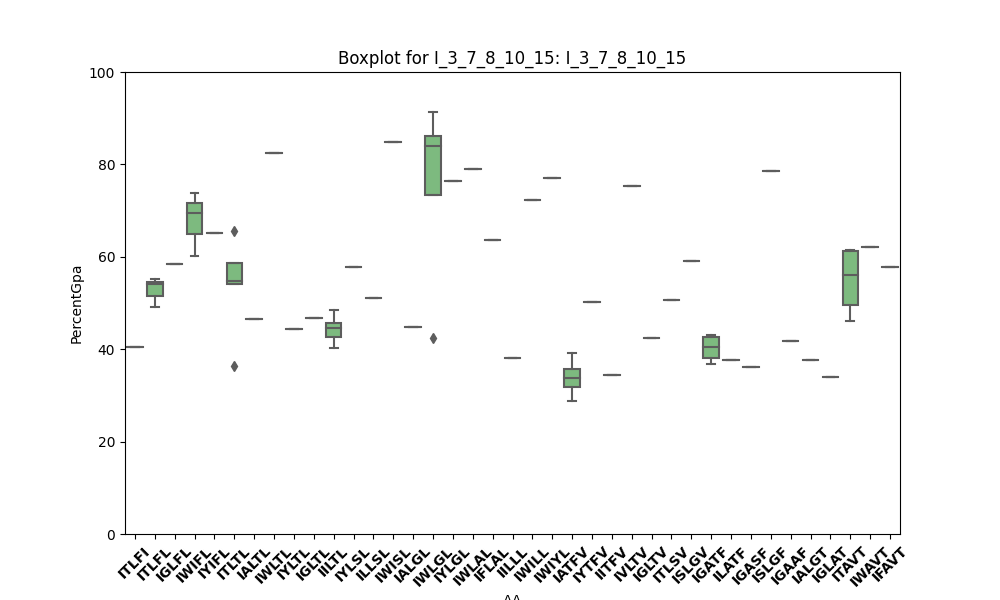 Boxplot for I_3_7_8_10_15: I_3_7_8_10_15
100
80
60
40
20
0
PercentGpa
ITLFI ITLFL IGLFL IWIFL IYIFL ITLTL IALTL IWLTL IYLTL IGLTL IILTL IYLSL ILLSL IWISL IALGL IWLGL IYLGL IWLAL IFLAL IILLL IWILL IWIYL IATFV IYTFV IITFV IVLTV IGLTV ITLSV ISLGV IGATF ILATF IGASF ISLGF IGAAF IALGT IGLAT ITAVT IWAVT IFAVT
AA